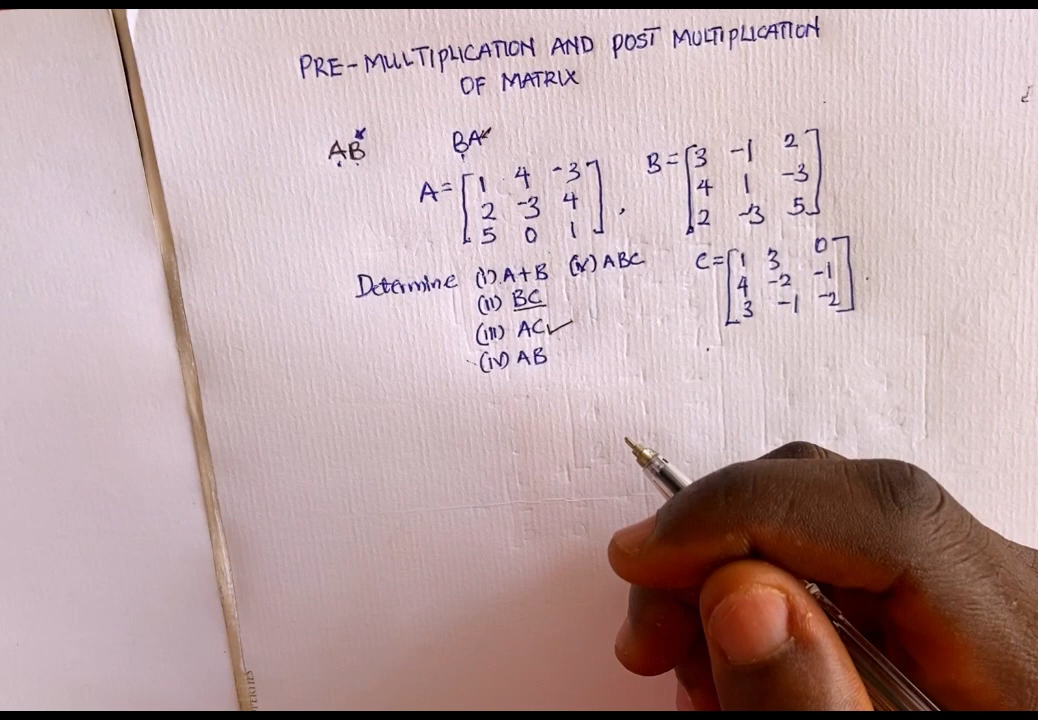 PRE-MULTIPLICATION AND POST MULTIPLICATION
OF MATRIX
AB BA
A = [1 4 -3
2 -3 4
5 0 1],
B = [3 -1 2
4 1 -3
2 -3 5]
C = [1 3 0
4 -2 -1
3 -1 -2].
Determine (i) A+B (v) ABC
(ii) BC
(iii) AC ✓
(iv) AB